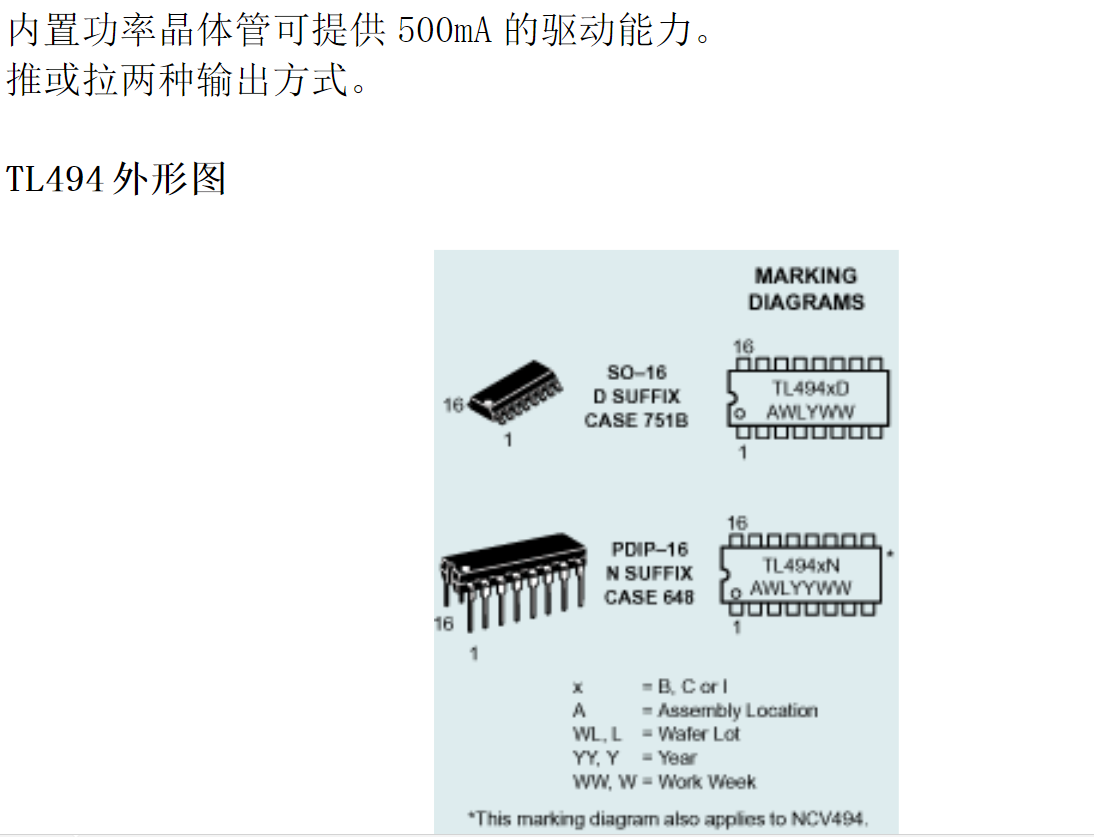 内置功率晶体管可提供 500mA 的驱动能力。
推或拉两种输出方式。
TL494 外形图
MARKING
DIAGRAMS
16
1
SO–16
D SUFFIX
CASE 751B
16
TL494xD
AWLYWW
1
16
1
PDIP–16
N SUFFIX
CASE 648
16
TL494xN
AWLYYWW
*
1
x = B, C or I
A = Assembly Location
WL, L = Wafer Lot
YY, Y = Year
WW, W = Work Week
*This marking diagram also applies to NCV494.